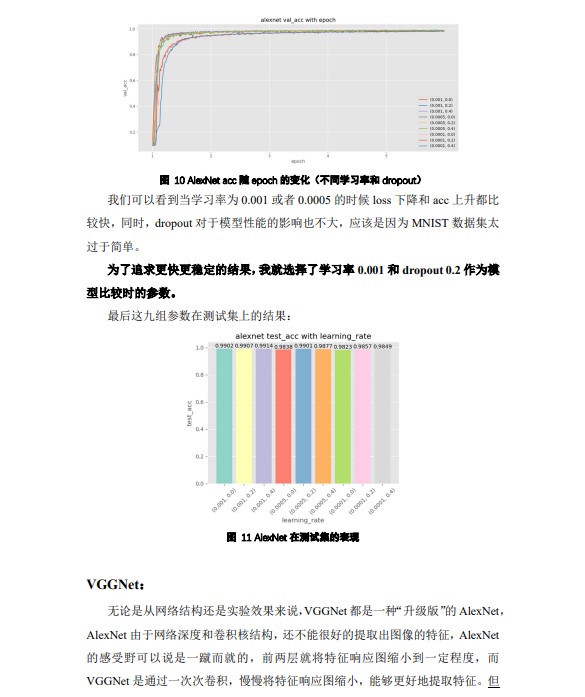 alexnet val_acc with epoch
1.0
0.8
0.6
0.4
0.2
val_acc
(0.001, 0.0)
(0.001, 0.2)
(0.001, 0.4)
(0.0005, 0.0)
(0.0005, 0.2)
(0.0005, 0.4)
(0.0001, 0.0)
(0.0001, 0.2)
(0.0001, 0.4)
1 2 3 4 5
epoch
图 10 AlexNet acc 随 epoch 的变化（不同学习率和 dropout）
我们可以看到当学习率为 0.001 或者 0.0005 的时候 loss 下降和 acc 上升都比
较快，同时，dropout 对于模型性能的影响也不大，应该是因为 MNIST 数据集太
过于简单。
为了追求更快更稳定的结果，我就选择了学习率 0.001 和 dropout 0.2 作为模
型比较时的参数。
最后这九组参数在测试集上的结果：
alexnet test_acc with learning_rate
0.9902 0.9907 0.9914 0.9838 0.9901 0.9877 0.9823 0.9857 0.9849
1.0
0.8
0.6
0.4
0.2
0.0
test_acc
(0.001, 0.0) (0.001, 0.2) (0.001, 0.4) (0.0005, 0.0) (0.0005, 0.2) (0.0005, 0.4) (0.0001, 0.0) (0.0001, 0.2) (0.0001, 0.4)
learning_rate
图 11 AlexNet 在测试集的表现
VGGNet：
无论是从网络结构还是实验效果来说，VGGNet 都是一种“升级版”的 AlexNet，
AlexNet 由于网络深度和卷积核结构，还不能很好的提取出图像的特征，AlexNet
的感受野可以说是一蹴而就的，前两层就将特征响应图缩小到一定程度，而
VGGNet 是通过一次次卷积，慢慢将特征响应图缩小，能够更好地提取特征。但